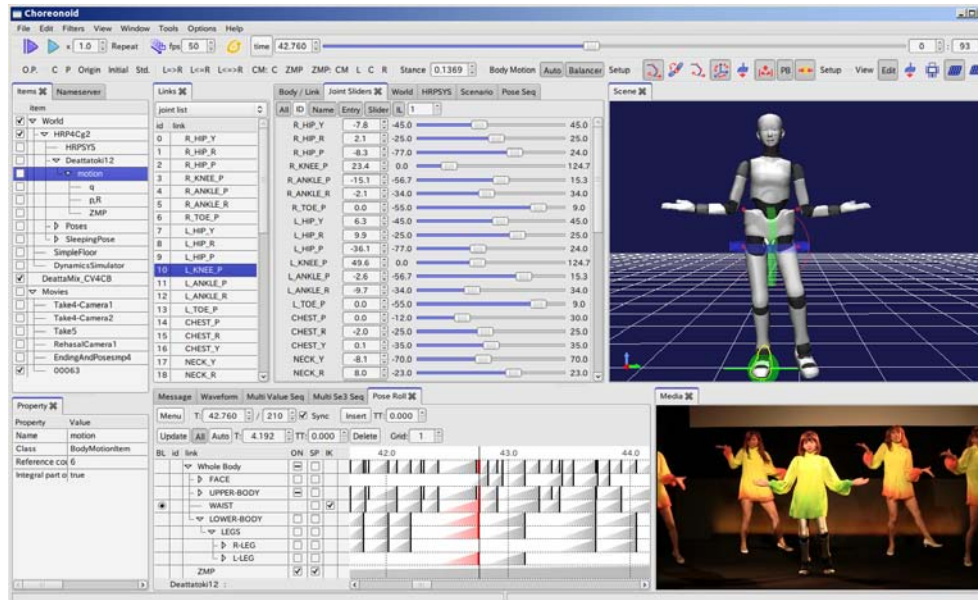 Choreonoid
File Edit Filters View Window Tools Options Help
x 1.0 Repeat fps 50 time 42.760 0 : 93
O.P. C P Origin Initial Std. L=>R L<=R L<=>R CM: C ZMP ZMP: CM L C R Stance 0.1369 Body Motion Auto Balancer Setup PB Setup View Edit
Items Nameserver
Item
World
HRP4Cg2
HRPSYS
Deattatoki12
motion
q
p,R
ZMP
Poses
SleepingPose
SimpleFloor
DynamicsSimulator
DeattaMix_CV4CB
Movies
Take4-Camera1
Take4-Camera2
Take5
RehasalCamera1
EndingAndPosesmp4
00063
Property
Property Value
Name motion
Class BodyMotionItem
Reference cou 6
Integral part o true
Links
joint list
id link
0 R_HIP_Y
1 R_HIP_R
2 R_HIP_P
3 R_KNEE_P
4 R_ANKLE_P
5 R_ANKLE_R
6 R_TOE_P
7 L_HIP_Y
8 L_HIP_R
9 L_HIP_P
10 L_KNEE_P
11 L_ANKLE_P
12 L_ANKLE_R
13 L_TOE_P
14 CHEST_P
15 CHEST_R
16 CHEST_Y
17 NECK_Y
18 NECK_R
Body / Link Joint Sliders World HRPSYS Scenario Pose Seq
All ID Name Entry Slider IL 1
R_HIP_Y -7.8 -45.0 45.0
R_HIP_R 2.1 -25.0 25.0
R_HIP_P -8.3 -77.0 24.0
R_KNEE_P 23.4 0.0 124.7
R_ANKLE_P -15.1 -56.7 15.3
R_ANKLE_R -2.1 -34.0 34.0
R_TOE_P 0.0 -55.0 9.0
L_HIP_Y 6.3 -45.0 45.0
L_HIP_R 9.9 -25.0 25.0
L_HIP_P -36.1 -77.0 24.0
L_KNEE_P 49.6 0.0 124.7
L_ANKLE_P -2.6 -56.7 15.3
L_ANKLE_R -9.7 -34.0 34.0
L_TOE_P 0.0 -55.0 9.0
CHEST_P 0.0 -12.0 30.0
CHEST_R -2.0 -25.0 25.0
CHEST_Y 0.1 -35.0 35.0
NECK_Y -8.1 -70.0 70.0
NECK_R 8.0 -23.0 23.0
Scene
Message Waveform Multi Value Seq Multi Se3 Seq Pose Roll
Menu T: 42.760 / 210 Sync Insert TT: 0.000
Update All Auto T: 4.192 TT: 0.000 Delete Grid: 1
BL id link ON SP IK 42.0 43.0 44.0
Whole Body
FACE
UPPER-BODY
WAIST
LOWER-BODY
LEGS
R-LEG
L-LEG
ZMP
Deattatoki12 :
Media